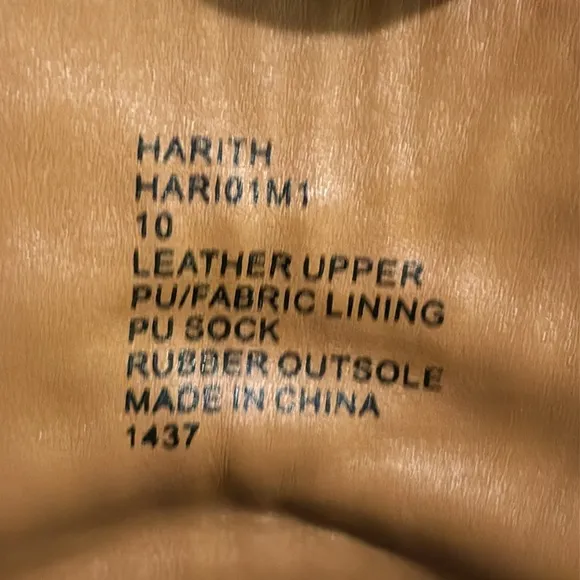 HARITH
HARI01M1
10
LEATHER UPPER
PU/FABRIC LINING
PU SOCK
RUBBER OUTSOLE
MADE IN CHINA
1437